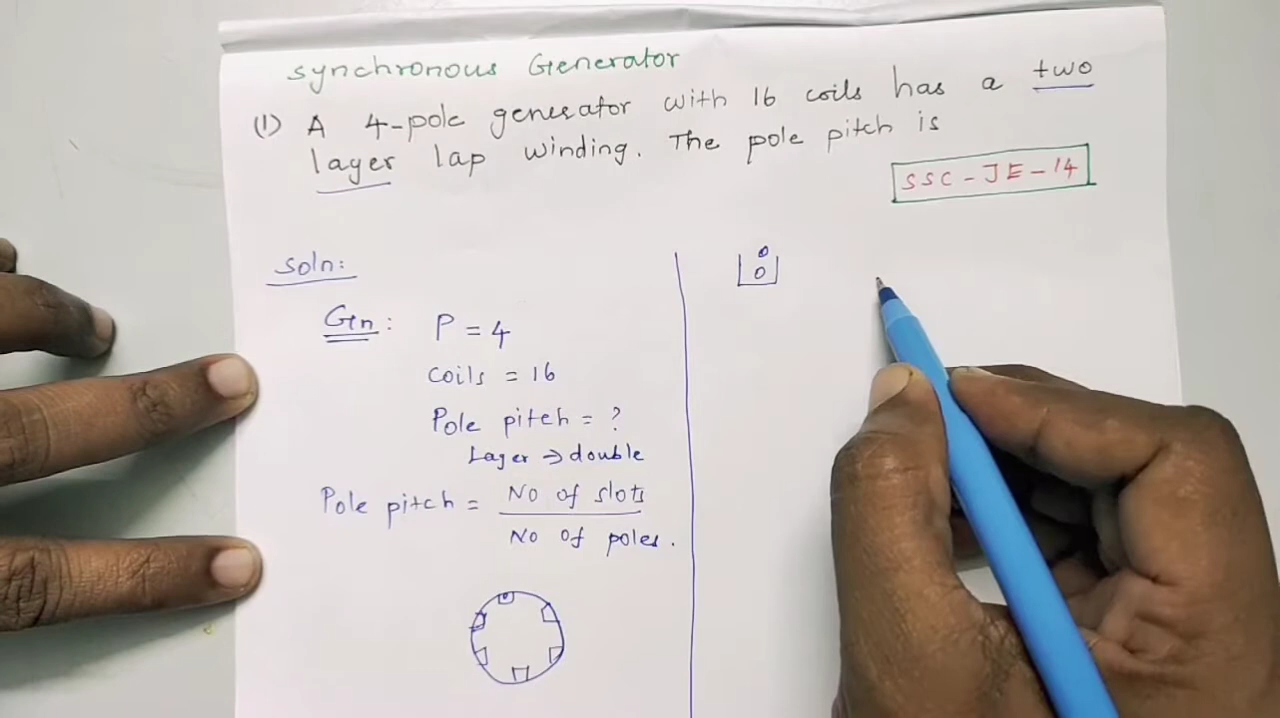 Synchronous Generator
(1) A 4-pole generator with 16 coils has a two
layer lap winding. The pole pitch is
SSC-JE-14
Soln:
Gn: P = 4
coils = 16
Pole pitch = ?
Layer → double
Pole pitch = No of slots
No of poles.